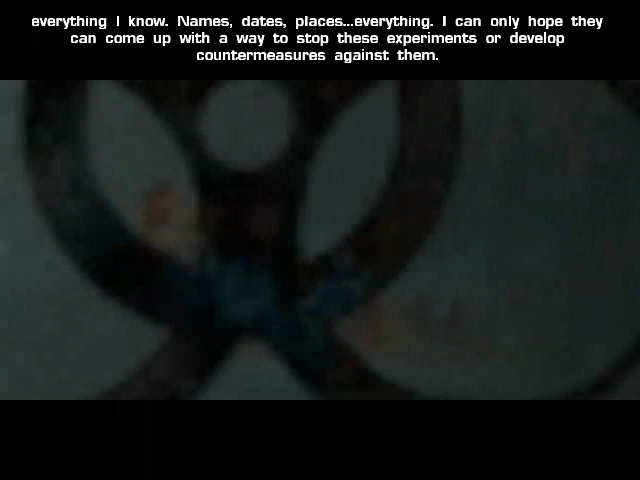 everything I know. Names, dates, places...everything. I can only hope they
can come up with a way to stop these experiments or develop
countermeasures against them.